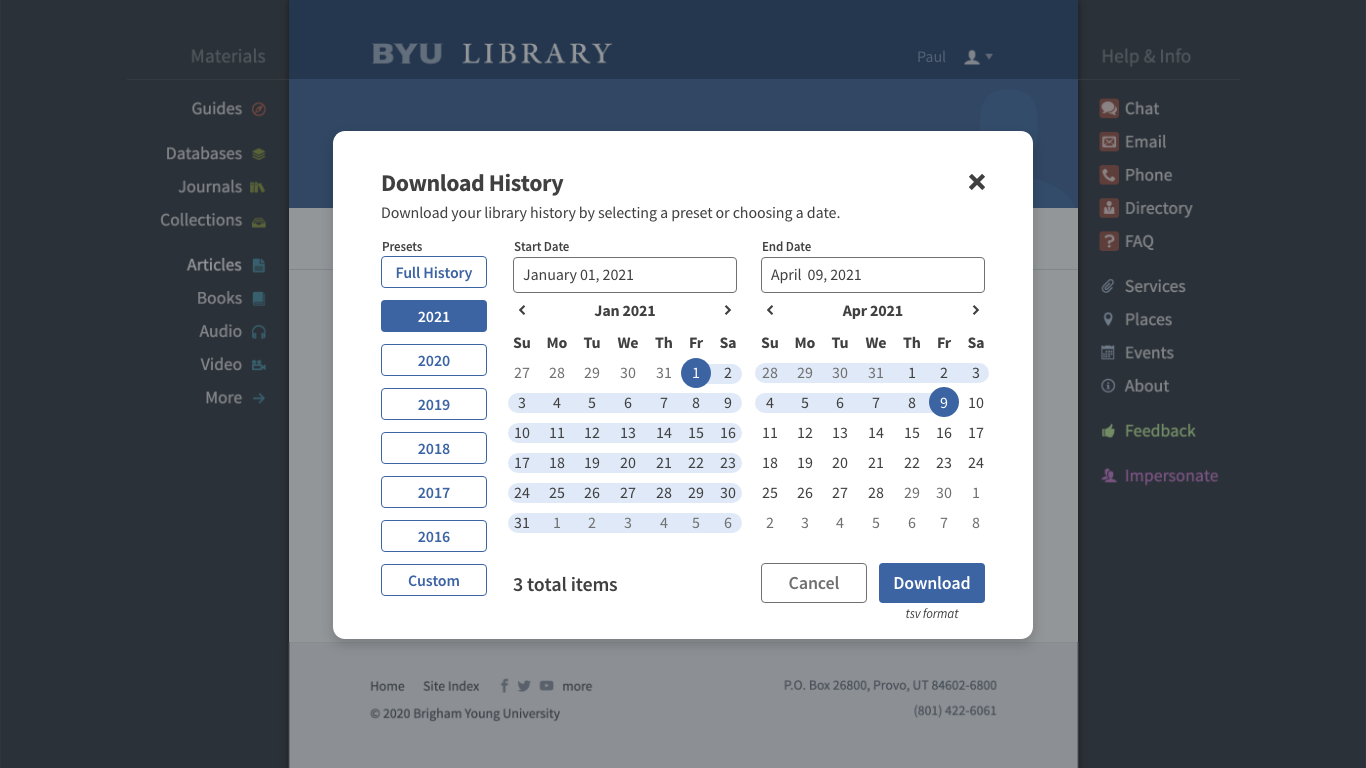 Materials
Guides
Databases
Journals
Collections
Articles
Books
Audio
Video
More
BYU LIBRARY
Paul
Download History
Download your library history by selecting a preset or choosing a date.
Presets
Full History
2021
2020
2019
2018
2017
2016
Custom
Start Date
January 01, 2021
Jan 2021
Su Mo Tu We Th Fr Sa
27 28 29 30 31 1 2
3 4 5 6 7 8 9
10 11 12 13 14 15 16
17 18 19 20 21 22 23
24 25 26 27 28 29 30
31 1 2 3 4 5 6
End Date
April 09, 2021
Apr 2021
Su Mo Tu We Th Fr Sa
28 29 30 31 1 2 3
4 5 6 7 8 9 10
11 12 13 14 15 16 17
18 19 20 21 22 23 24
25 26 27 28 29 30 1
2 3 4 5 6 7 8
3 total items
Cancel
Download
tsv format
Home Site Index more
© 2020 Brigham Young University
P.O. Box 26800, Provo, UT 84602-6800
(801) 422-6061
Help & Info
Chat
Email
Phone
Directory
FAQ
Services
Places
Events
About
Feedback
Impersonate